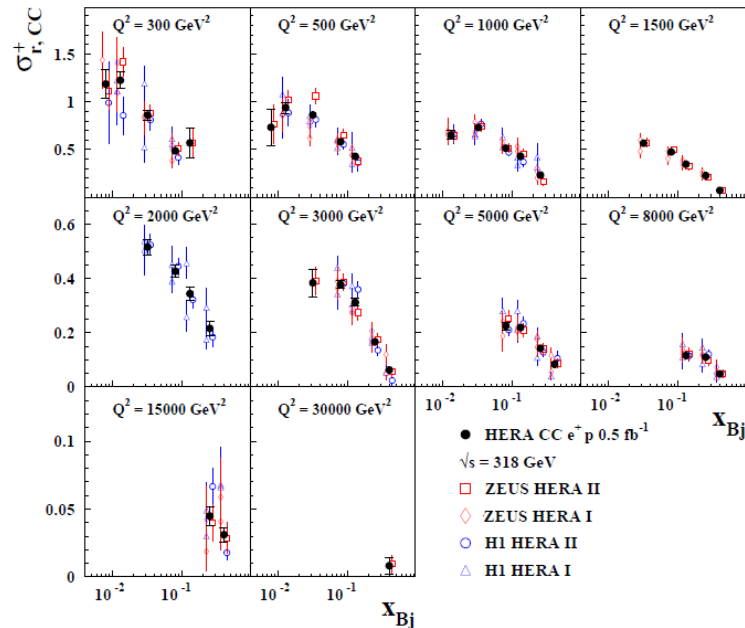 Q² = 300 GeV²
Q² = 500 GeV²
Q² = 1000 GeV²
Q² = 1500 GeV²
σ⁺r, CC
1.5
1
0.5
Q² = 2000 GeV²
Q² = 3000 GeV²
Q² = 5000 GeV²
Q² = 8000 GeV²
0.6
0.4
0.2
0
10⁻² 10⁻¹ 10⁻² 10⁻¹
xBj
Q² = 15000 GeV²
Q² = 30000 GeV²
0.1
0.05
0
10⁻² 10⁻¹ 10⁻² 10⁻¹
xBj
HERA CC e⁺ p 0.5 fb⁻¹
√s = 318 GeV
ZEUS HERA II
ZEUS HERA I
H1 HERA II
H1 HERA I